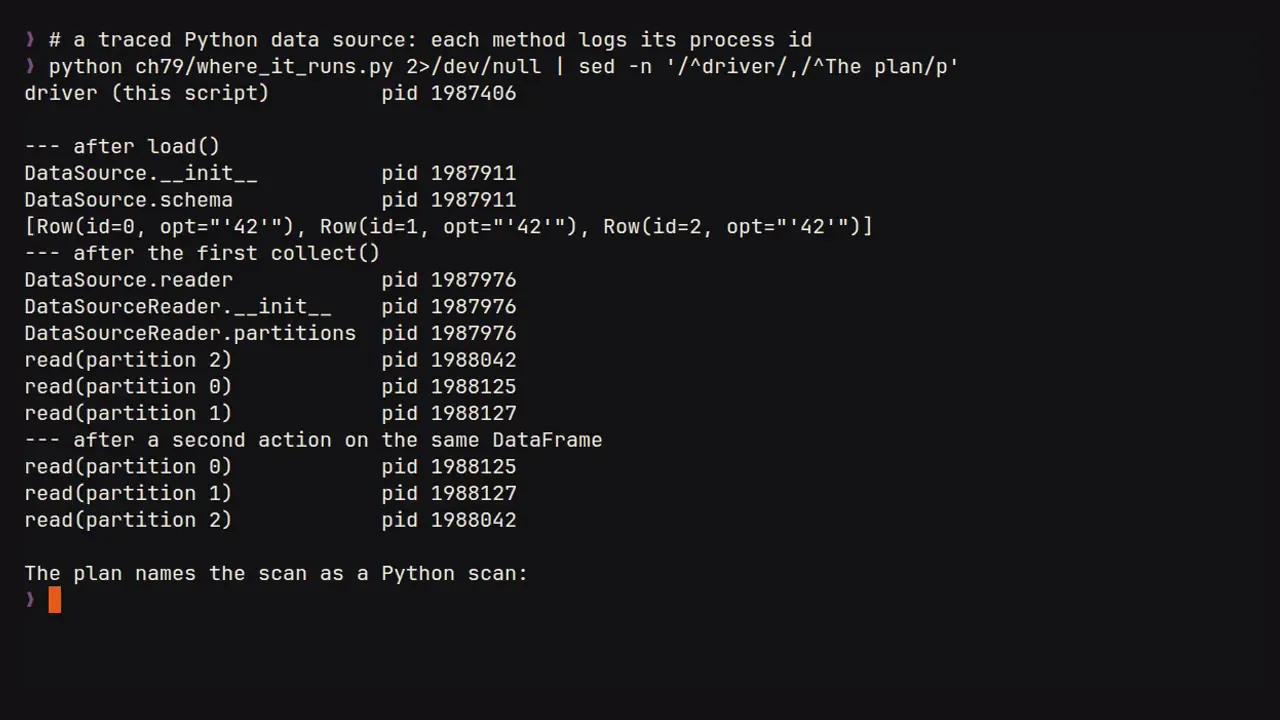 ❯ # a traced Python data source: each method logs its process id
❯ python ch79/where_it_runs.py 2>/dev/null | sed -n '/^driver/,/^The plan/p'
driver (this script)         pid 1987406
--- after load()
DataSource.__init__          pid 1987911
DataSource.schema            pid 1987911
[Row(id=0, opt="'42'"), Row(id=1, opt="'42'"), Row(id=2, opt="'42'")]
--- after the first collect()
DataSource.reader            pid 1987976
DataSourceReader.__init__    pid 1987976
DataSourceReader.partitions  pid 1987976
read(partition 2)            pid 1988042
read(partition 0)            pid 1988125
read(partition 1)            pid 1988127
--- after a second action on the same DataFrame
read(partition 0)            pid 1988125
read(partition 1)            pid 1988127
read(partition 2)            pid 1988042
The plan names the scan as a Python scan:
❯